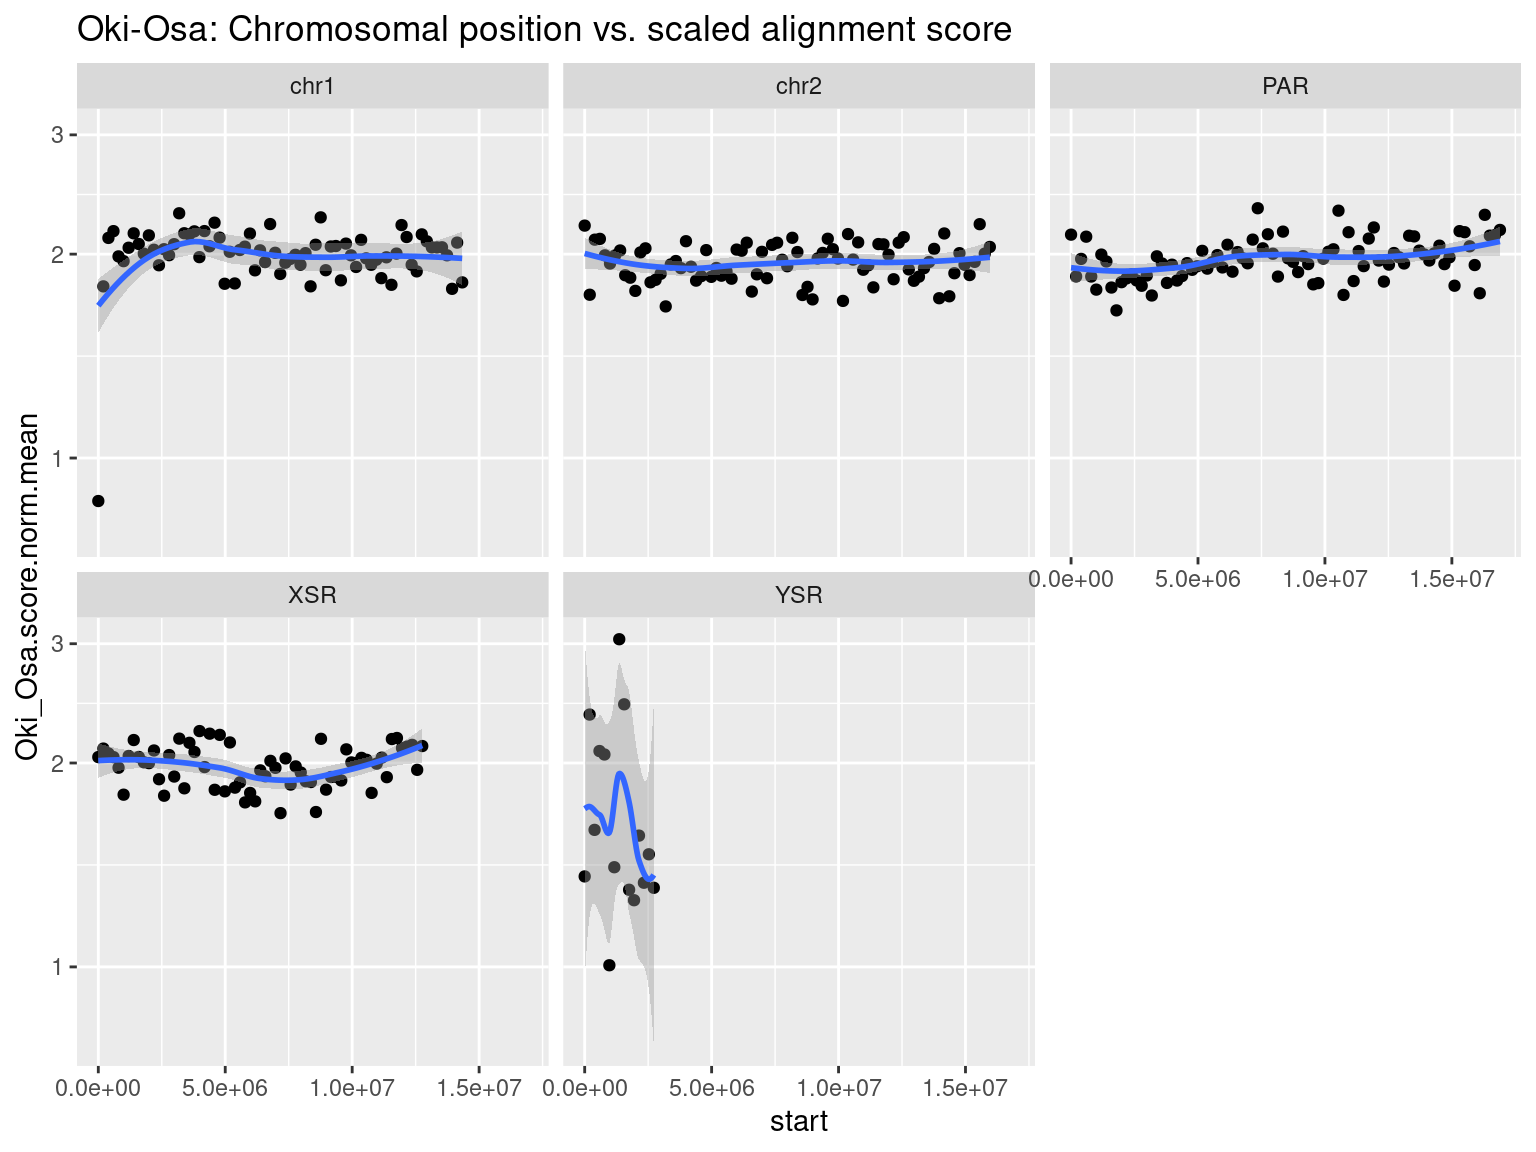 Oki-Osa: Chromosomal position vs. scaled alignment score
chr1
chr2
PAR
3
2
1
0.0e+00 5.0e+06 1.0e+07 1.5e+07
XSR
YSR
3
2
1
0.0e+00 5.0e+06 1.0e+07 1.5e+07
0.0e+00 5.0e+06 1.0e+07 1.5e+07
start
Oki_Osa.score.norm.mean